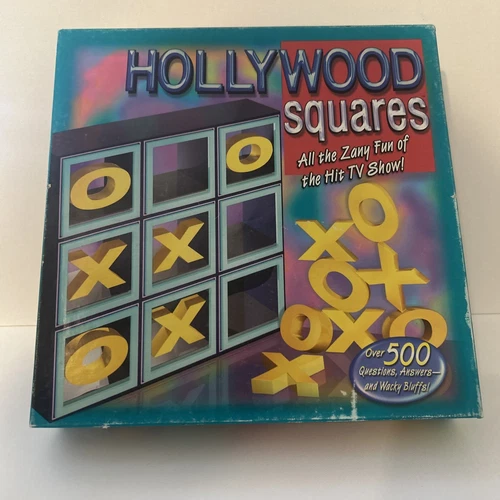 HOLLYWOOD
squares
All the Zany Fun of
the Hit TV Show!
O
O
X
X
O
X
O
X
X
O
O
X
O
X
Over 500
Questions, Answers—
and Wacky Bluffs!